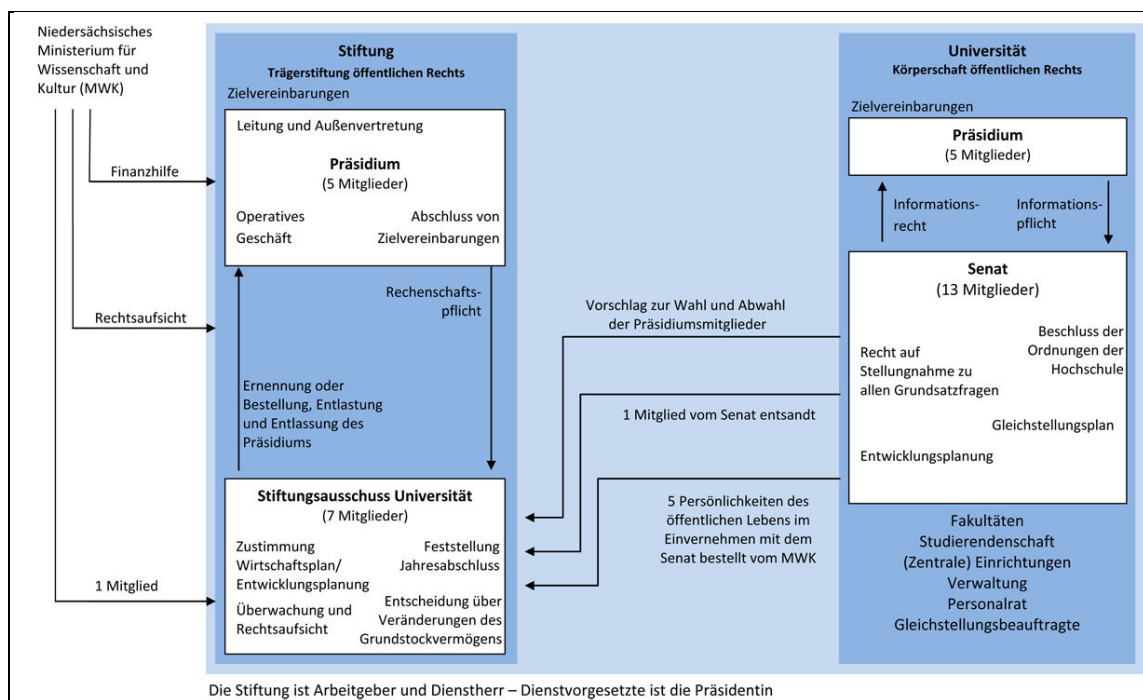 Niedersächsisches
Ministerium für
Wissenschaft und
Kultur (MWK)
Finanzhilfe
Rechtsaufsicht
1 Mitglied
Stiftung
Trägerstiftung öffentlichen Rechts
Zielvereinbarungen
Leitung und Außenvertretung
Präsidium
(5 Mitglieder)
Operatives
Geschäft
Abschluss von
Zielvereinbarungen
Rechenschafts-
pflicht
Ernennung oder
Bestellung, Entlastung
und Entlassung des
Präsidiums
Stiftungsausschuss Universität
(7 Mitglieder)
Zustimmung
Wirtschaftsplan/
Entwicklungsplanung
Feststellung
Jahresabschluss
Überwachung und
Rechtsaufsicht
Entscheidung über
Veränderungen des
Grundstockvermögens
Vorschlag zur Wahl und Abwahl
der Präsidiumsmitglieder
1 Mitglied vom Senat entsandt
5 Persönlichkeiten des
öffentlichen Lebens im
Einvernehmen mit dem
Senat bestellt vom MWK
Universität
Körperschaft öffentlichen Rechts
Zielvereinbarungen
Präsidium
(5 Mitglieder)
Informations-
recht
Informations-
pflicht
Senat
(13 Mitglieder)
Beschluss der
Ordnungen der
Hochschule
Recht auf
Stellungnahme zu
allen Grundsatzfragen
Gleichstellungsplan
Entwicklungsplanung
Fakultäten
Studierendenschaft
(Zentrale) Einrichtungen
Verwaltung
Personalrat
Gleichstellungsbeauftragte
Die Stiftung ist Arbeitgeber und Dienstherr – Dienstvorgesetzte ist die Präsidentin